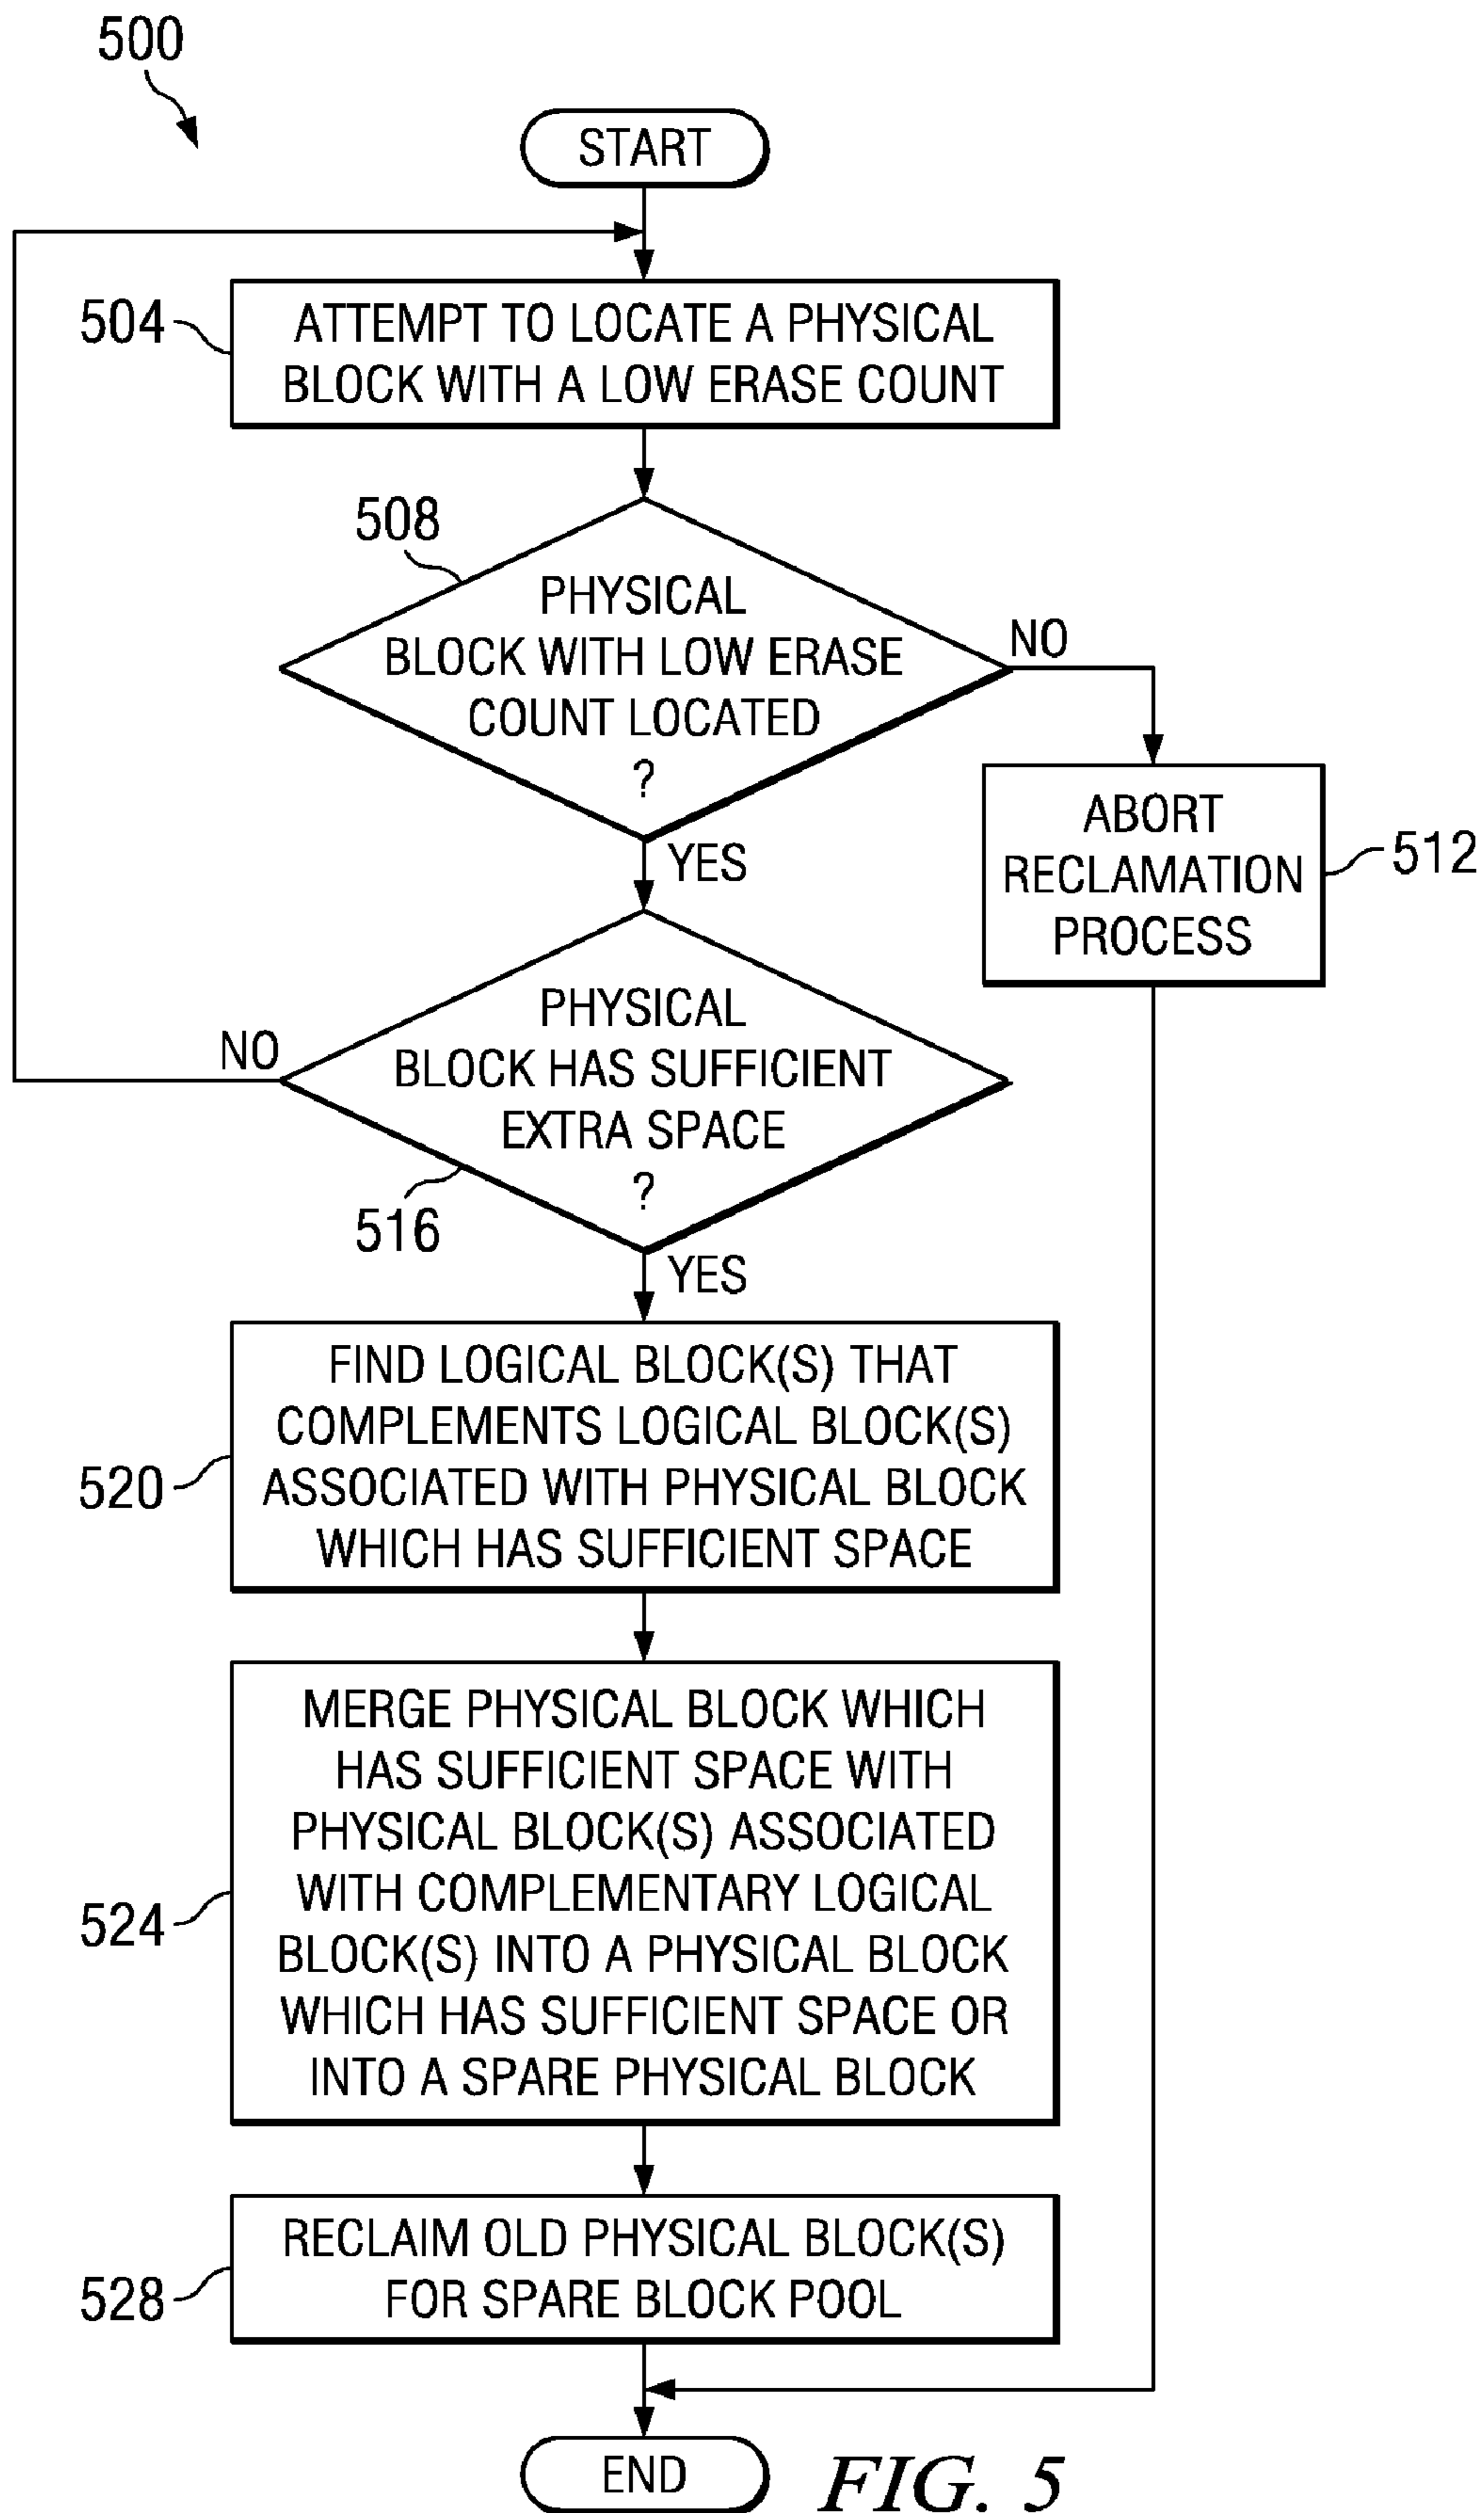 500
START
504
ATTEMPT TO LOCATE A PHYSICAL
BLOCK WITH A LOW ERASE COUNT
508
PHYSICAL
BLOCK WITH LOW ERASE
COUNT LOCATED
?
NO
YES
ABORT
RECLAMATION
PROCESS
512
PHYSICAL
BLOCK HAS SUFFICIENT
EXTRA SPACE
?
NO
516
YES
520
FIND LOGICAL BLOCK(S) THAT
COMPLEMENTS LOGICAL BLOCK(S)
ASSOCIATED WITH PHYSICAL BLOCK
WHICH HAS SUFFICIENT SPACE
524
MERGE PHYSICAL BLOCK WHICH
HAS SUFFICIENT SPACE WITH
PHYSICAL BLOCK(S) ASSOCIATED
WITH COMPLEMENTARY LOGICAL
BLOCK(S) INTO A PHYSICAL BLOCK
WHICH HAS SUFFICIENT SPACE OR
INTO A SPARE PHYSICAL BLOCK
528
RECLAIM OLD PHYSICAL BLOCK(S)
FOR SPARE BLOCK POOL
END
FIG. 5